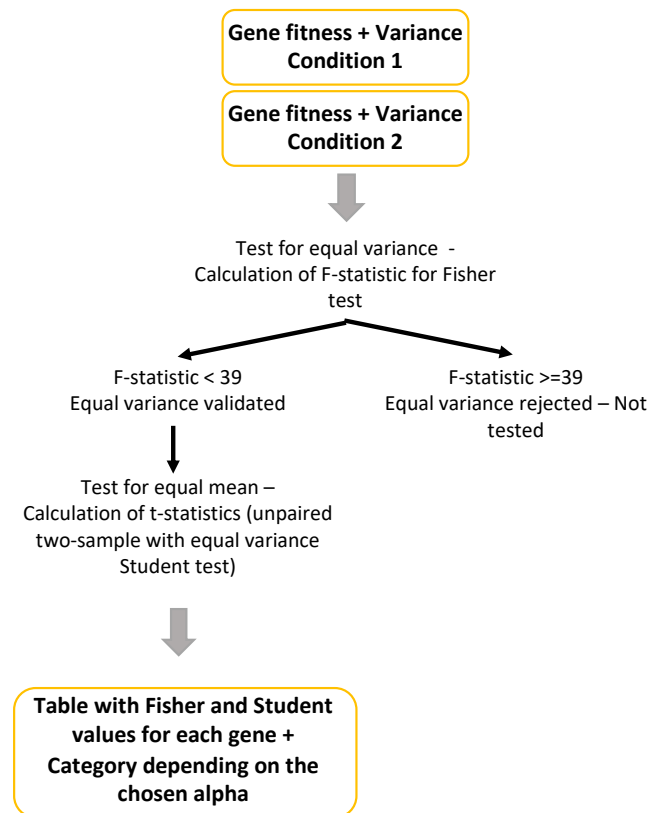 Gene fitness + Variance
Condition 1
Gene fitness + Variance
Condition 2
Test for equal variance -
Calculation of F-statistic for Fisher
test
F-statistic < 39
Equal variance validated
F-statistic >=39
Equal variance rejected – Not
tested
Test for equal mean –
Calculation of t-statistics (unpaired
two-sample with equal variance
Student test)
Table with Fisher and Student
values for each gene +
Category depending on the
chosen alpha